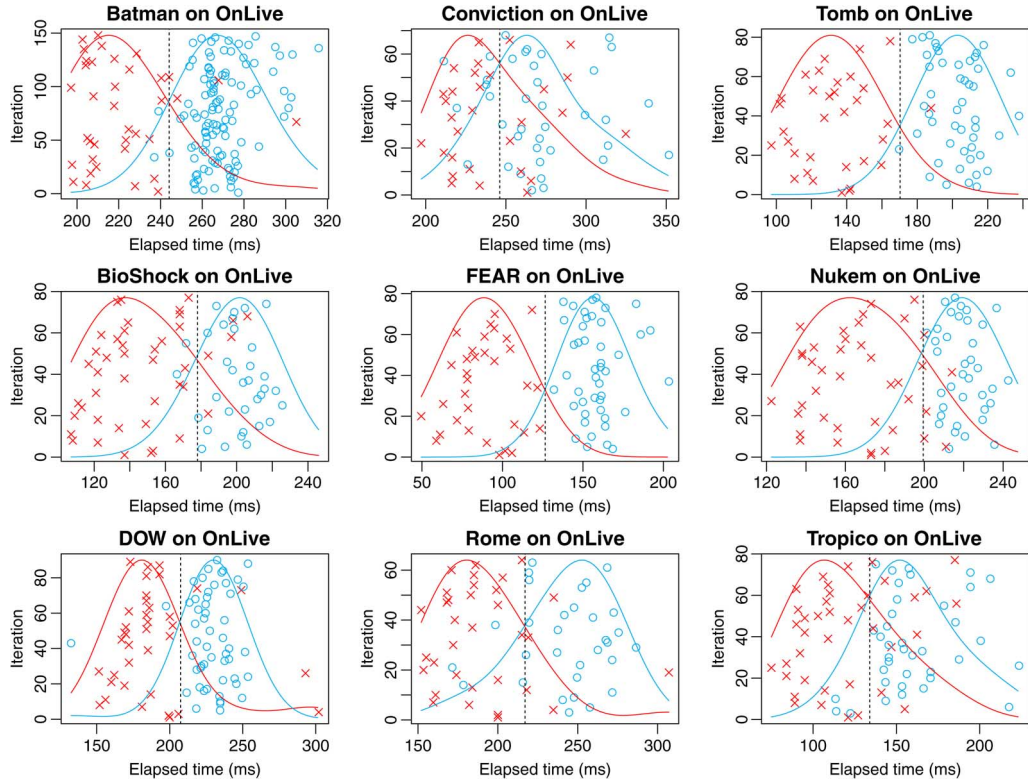 Batman on OnLive
Conviction on OnLive
Tomb on OnLive
Iteration
0 50 100 150
200 220 240 260 280 300 320
Elapsed time (ms)
Iteration
0 20 40 60
200 250 300 350
Elapsed time (ms)
Iteration
0 20 40 60 80
100 140 180 220
Elapsed time (ms)
BioShock on OnLive
FEAR on OnLive
Nukem on OnLive
Iteration
0 20 40 60 80
120 160 200 240
Elapsed time (ms)
Iteration
0 20 40 60 80
50 100 150 200
Elapsed time (ms)
Iteration
0 20 40 60 80
120 160 200 240
Elapsed time (ms)
DOW on OnLive
Rome on OnLive
Tropico on OnLive
Iteration
0 20 40 60 80
150 200 250 300
Elapsed time (ms)
Iteration
0 20 40 60
150 200 250 300
Elapsed time (ms)
Iteration
0 20 40 60 80
100 150 200
Elapsed time (ms)